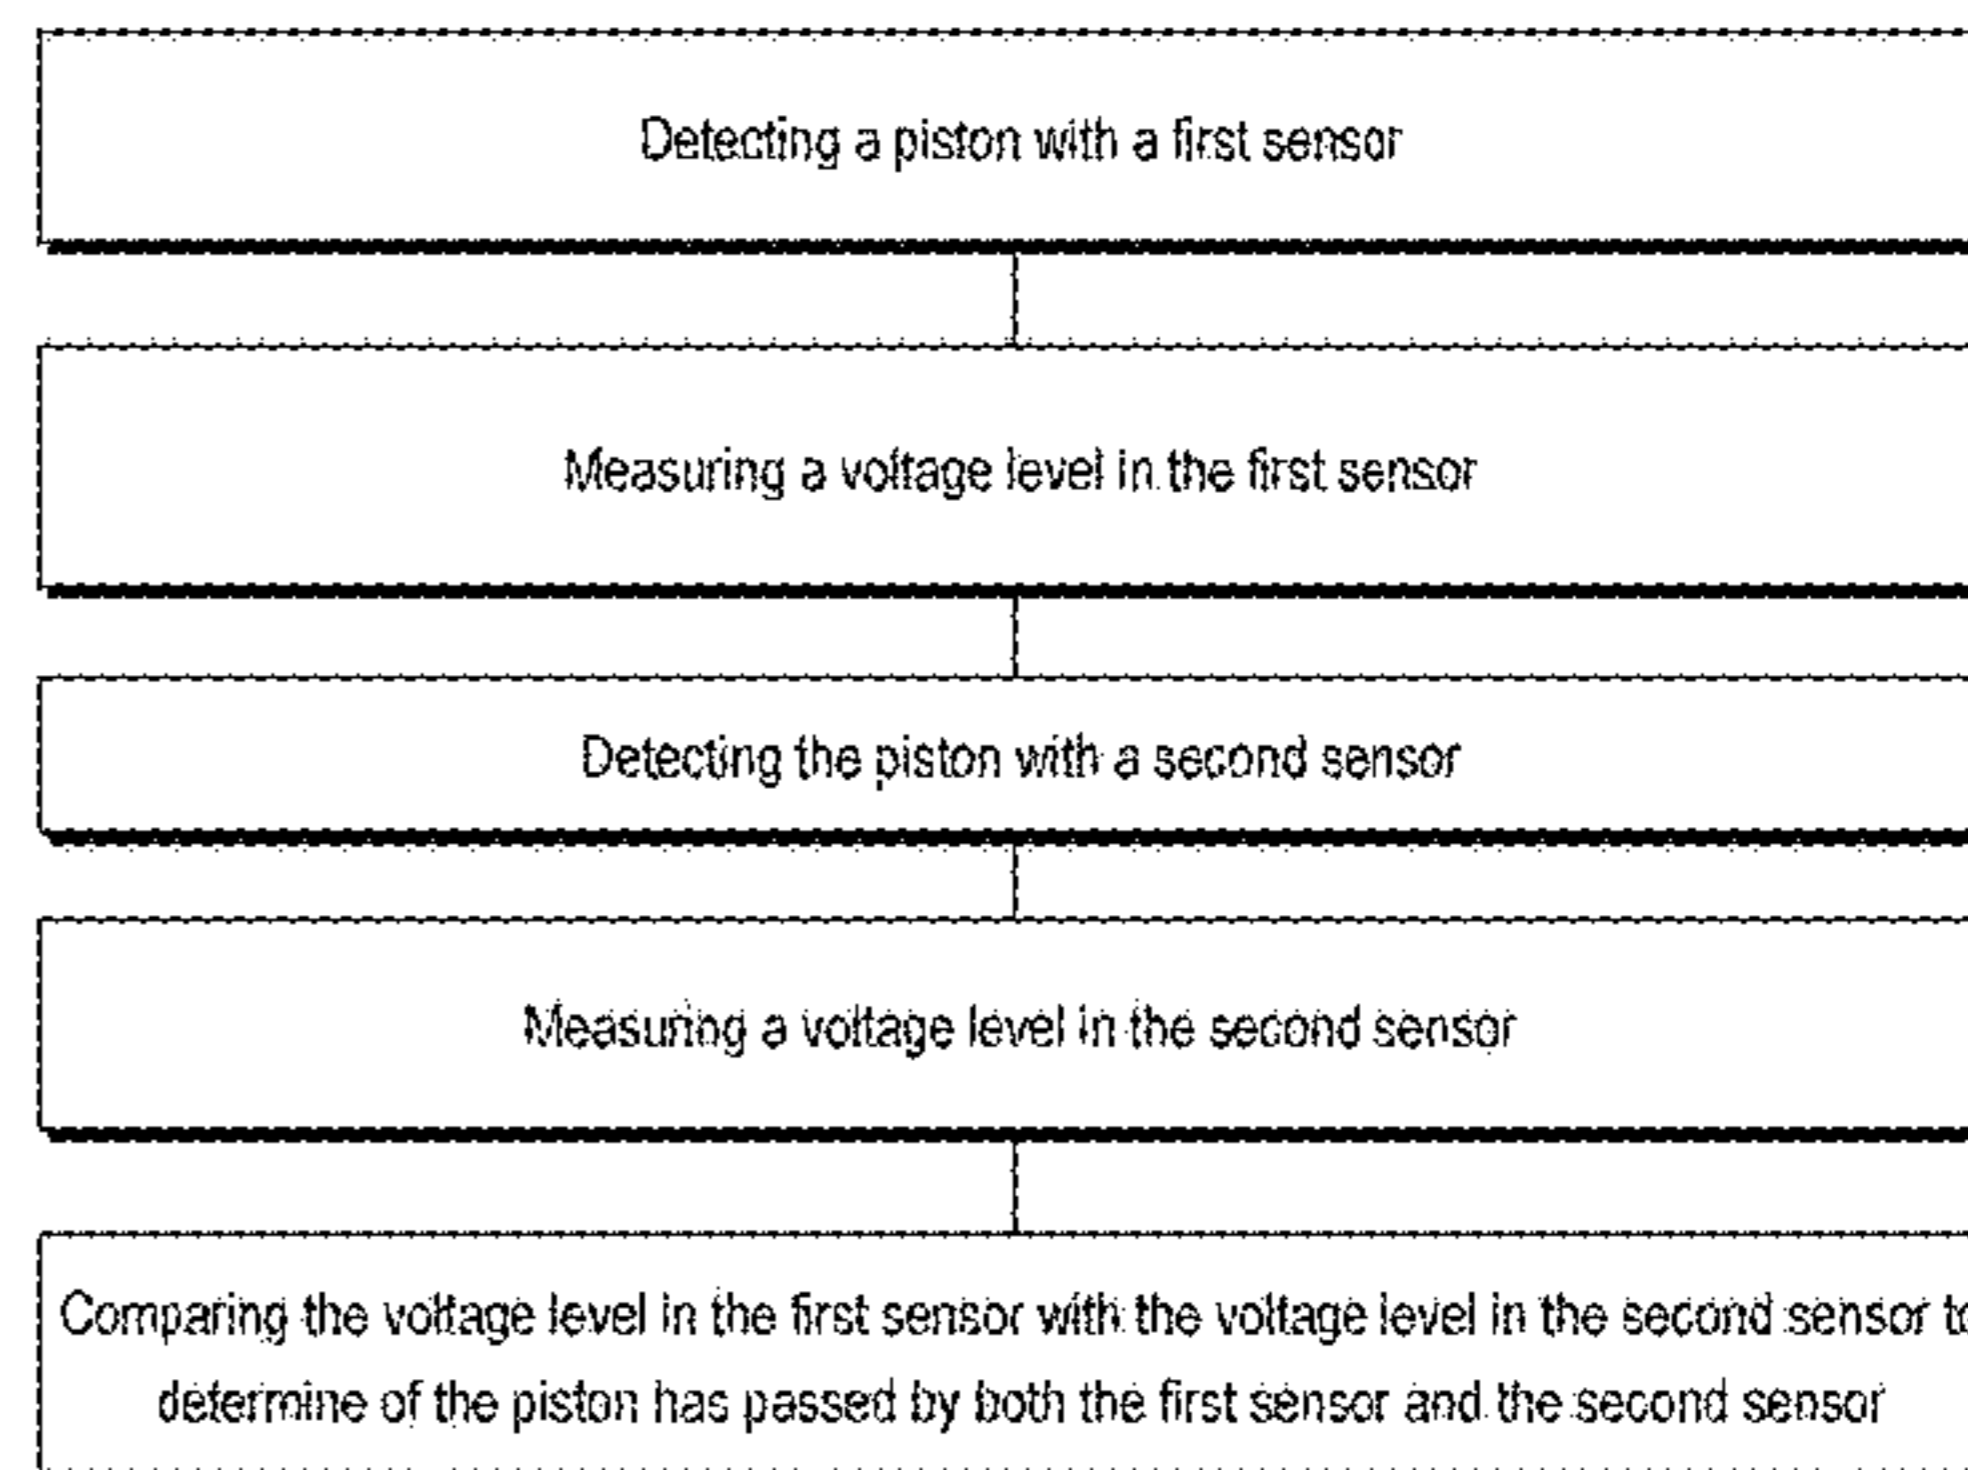 Detecting a piston with a first sensor
Measuring a voltage level in the first sensor
Detecting the piston with a second sensor
Measuring a voltage level in the second sensor
Comparing the voltage level in the first sensor with the voltage level in the second sensor to
determine of the piston has passed by both the first sensor and the second sensor